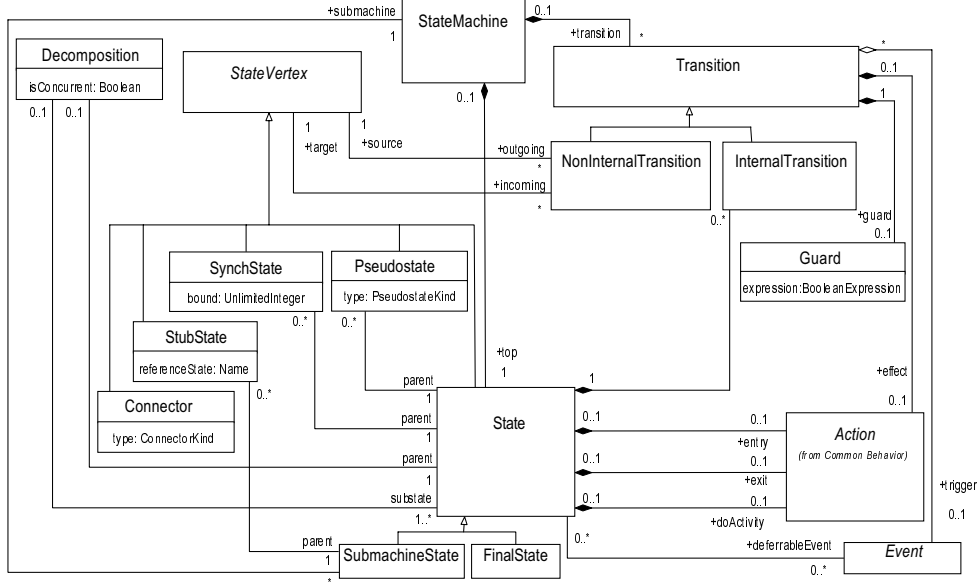 +submachine
1
StateMachine
0..1
+transition
*
Decomposition
isConcurrent: Boolean
0..1
0..1
StateVertex
1
+target
1
+source
0..1
Transition
*
0..1
1
+outgoing
*
+incoming
*
NonInternalTransition
InternalTransition
0..*
+guard
0..1
Guard
expression:BooleanExpression
SynchState
bound: UnlimitedInteger
0..*
Pseudostate
type: PseudostateKind
0..*
StubState
referenceState: Name
0..*
Connector
type: ConnectorKind
+top
1
parent
1
parent
1
parent
1
substate
1..*
State
1
0..1
0..1
+entry
0..1
0..1
+exit
0..1
0..1
+doActivity
+effect
0..1
Action
(from Common Behavior)
+trigger
0..1
parent
1
*
SubmachineState
FinalState
0..*
+deferrableEvent
0..*
Event